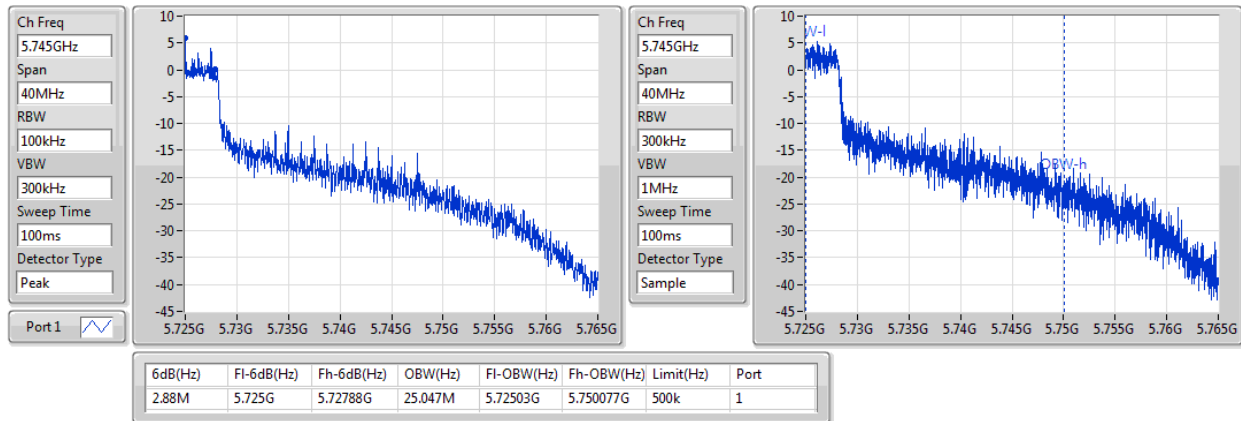 Ch Freq
5.745GHz
Span
40MHz
RBW
100kHz
VBW
300kHz
Sweep Time
100ms
Detector Type
Peak
Port 1
10
5
0
-5
-10
-15
-20
-25
-30
-35
-40
-45
5.725G 5.73G 5.735G 5.74G 5.745G 5.75G 5.755G 5.76G 5.765G
Ch Freq
5.745GHz
Span
40MHz
RBW
300kHz
VBW
1MHz
Sweep Time
100ms
Detector Type
Sample
10
5
0
-5
-10
-15
-20
-25
-30
-35
-40
-45
W-l
OBW-h
5.725G 5.73G 5.735G 5.74G 5.745G 5.75G 5.755G 5.76G 5.765G
6dB(Hz) Fl-6dB(Hz) Fh-6dB(Hz) OBW(Hz) Fl-OBW(Hz) Fh-OBW(Hz) Limit(Hz) Port
2.88M 5.725G 5.72788G 25.047M 5.72503G 5.750077G 500k 1